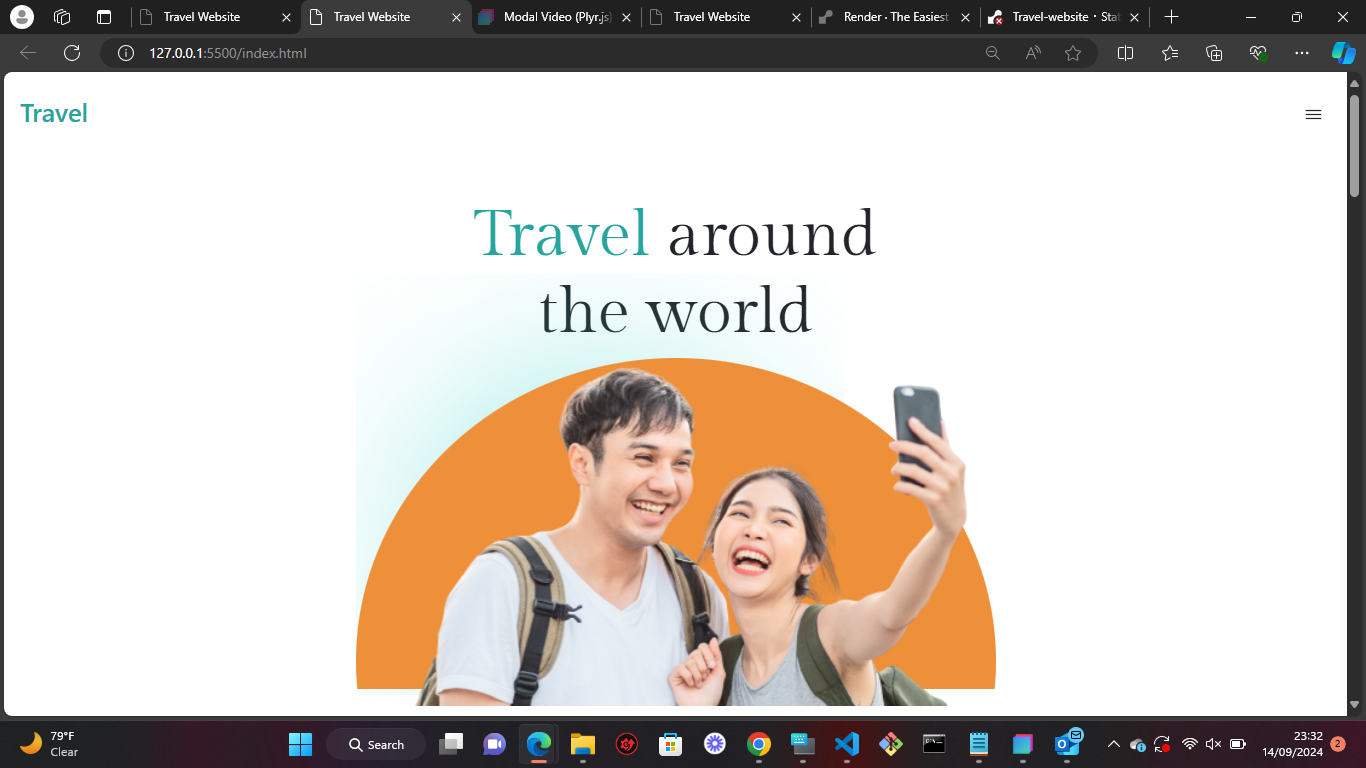 Travel Website
Travel Website
Modal Video (Plyr.js)
Travel Website
Render · The Easiest
Travel-website · Stat
127.0.0.1:5500/index.html
Travel
Travel around
the world
79°F
Clear
Search
23:32
14/09/2024
2